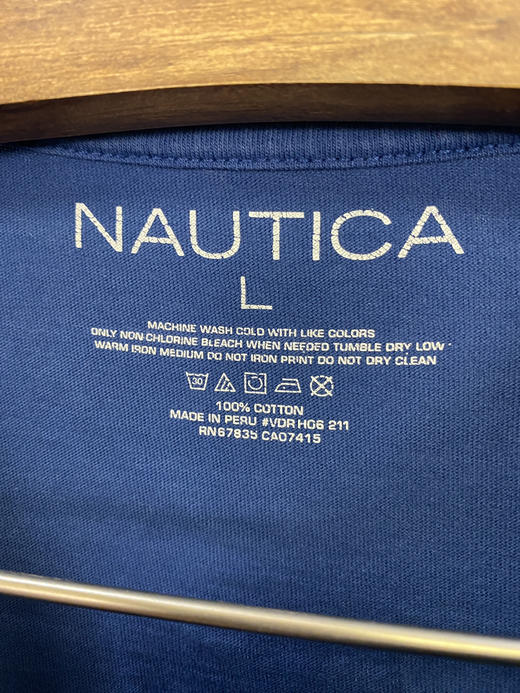 NAUTICA
L
MACHINE WASH COLD WITH LIKE COLORS
ONLY NON CHLORINE BLEACH WHEN NEEDED TUMBLE DRY LOW
WARM IRON MEDIUM DO NOT IRON PRINT DO NOT DRY CLEAN
30
100% COTTON
MADE IN PERU #VDR H06 211
RN67835 CA07415